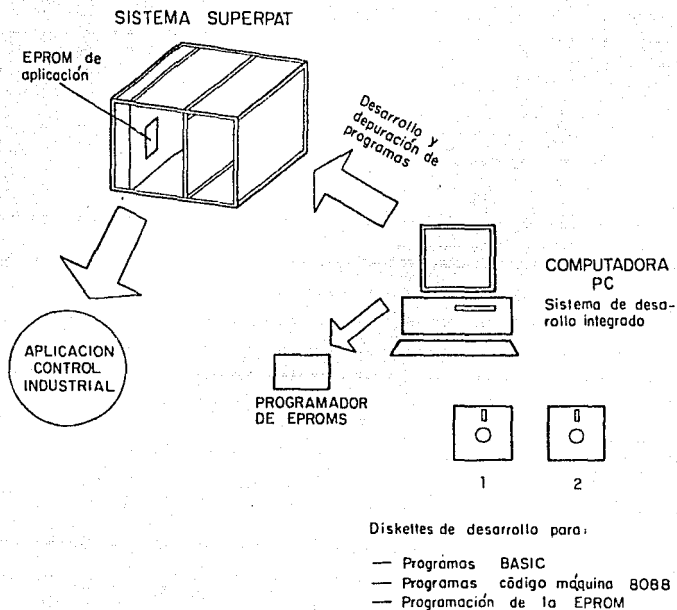 SISTEMA SUPERPAT
EPROM de
aplicación
Desarrollo y
depuración de
programas
COMPUTADORA
PC
Sistema de desa-
rollo integrado
APLICACION
CONTROL
INDUSTRIAL
PROGRAMADOR
DE EPROMS
1
2
Diskettes de desarrollo para:
— Programas BASIC
— Programas código máquina 8088
— Programación de la EPROM